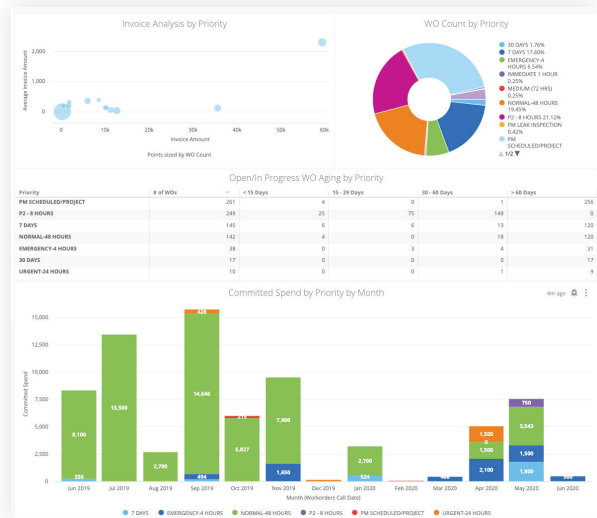 Invoice Analysis by Priority
Average Invoice Amount
2,000
1,000
0
0
10k
20k
30k
40k
50k
60k
Invoice Amount
Points sized by WO Count
WO Count by Priority
30 DAYS 1.76%
7 DAYS 17.60%
EMERGENCY-4
HOURS 6.54%
IMMEDIATE 1 HOUR
0.25%
MEDIUM (72 HRS)
0.25%
NORMAL-48 HOURS
19.45%
P2 - 8 HOURS 21.12%
PM LEAK INSPECTION
0.42%
PM
SCHEDULED/PROJECT
▲ 1/2 ▼
Open/In Progress WO Aging by Priority
Priority # of WOs < 15 Days 15 - 29 Days 30 - 60 Days > 60 Days
PM SCHEDULED/PROJECT 261 4 0 1 256
P2 - 8 HOURS 249 25 75 149 0
7 DAYS 145 6 6 13 120
NORMAL-48 HOURS 142 4 0 18 120
EMERGENCY-4 HOURS 38 0 3 4 31
30 DAYS 17 0 0 0 17
URGENT-24 HOURS 10 0 0 1 9
Committed Spend by Priority by Month
4m ago
Committed Spend
15,000
12,500
10,000
7,500
5,000
2,500
0
8,100
250
13,500
2,700
428
14,646
494
5,827
7,900
1,650
2,700
534
1,500
0
1,500
2,100
750
3,543
1,500
1,800
Jun 2019
Jul 2019
Aug 2019
Sep 2019
Oct 2019
Nov 2019
Dec 2019
Jan 2020
Feb 2020
Mar 2020
Apr 2020
May 2020
Jun 2020
Month (Workorders Call Date)
7 DAYS
EMERGENCY-4 HOURS
NORMAL-48 HOURS
P2 - 8 HOURS
PM SCHEDULED/PROJECT
URGENT-24 HOURS